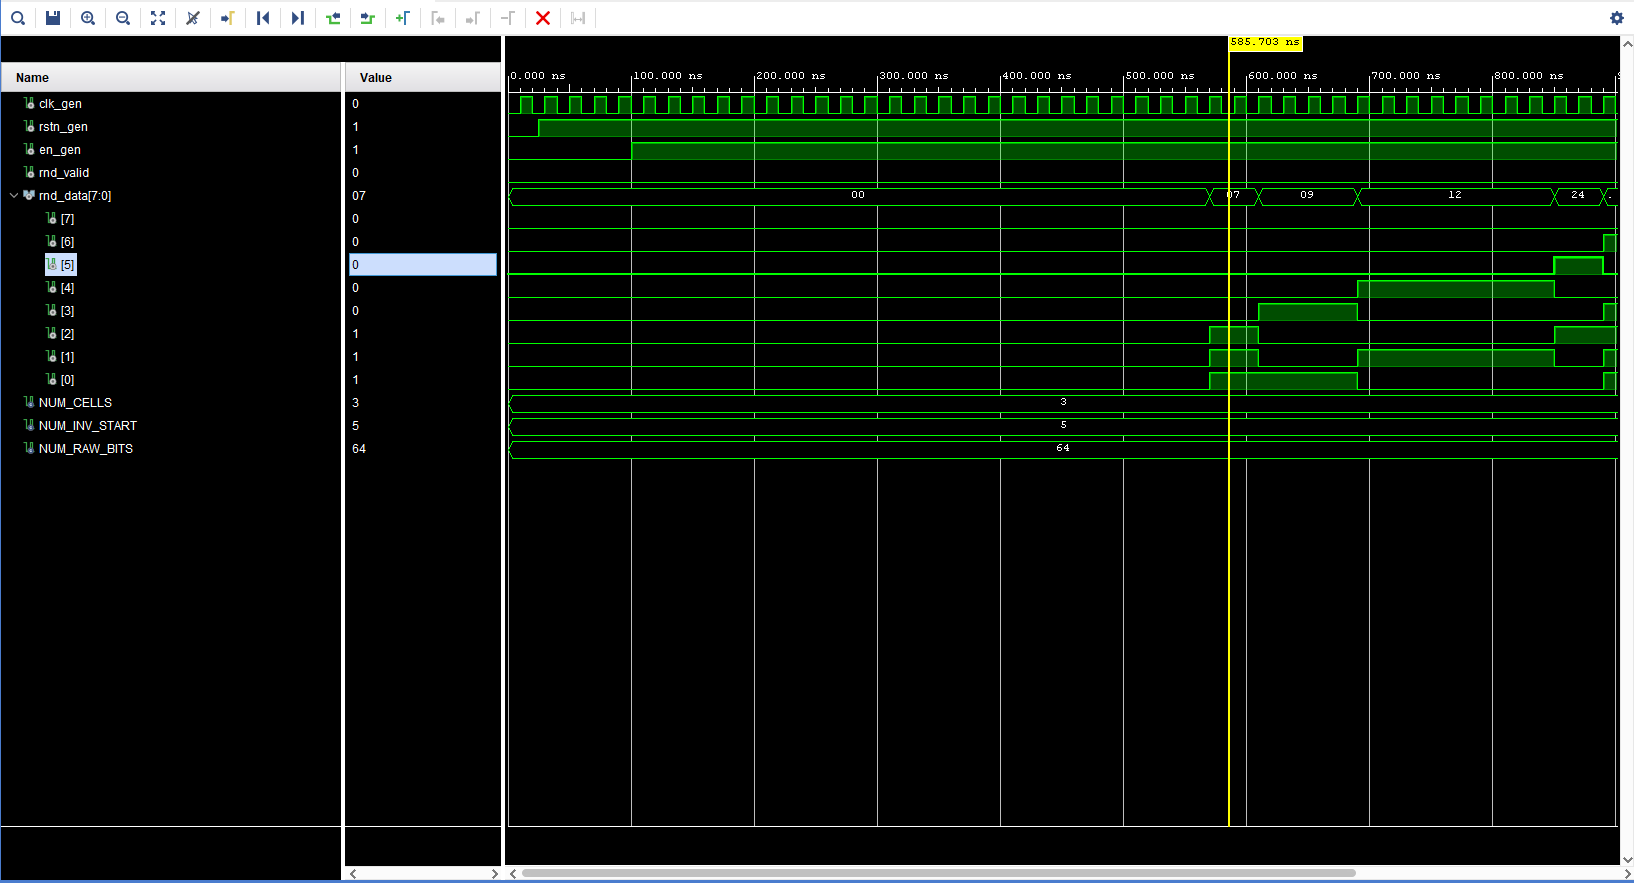 585.703 ns
Name Value
0.000 ns 100.000 ns 200.000 ns 300.000 ns 400.000 ns 500.000 ns 600.000 ns 700.000 ns 800.000 ns
clk_gen 0
rstn_gen 1
en_gen 1
rnd_valid 0
rnd_data[7:0] 07 00 07 09 12 24
[7] 0
[6] 0
[5] 0
[4] 0
[3] 0
[2] 1
[1] 1
[0] 1
NUM_CELLS 3 3
NUM_INV_START 5 5
NUM_RAW_BITS 64 64